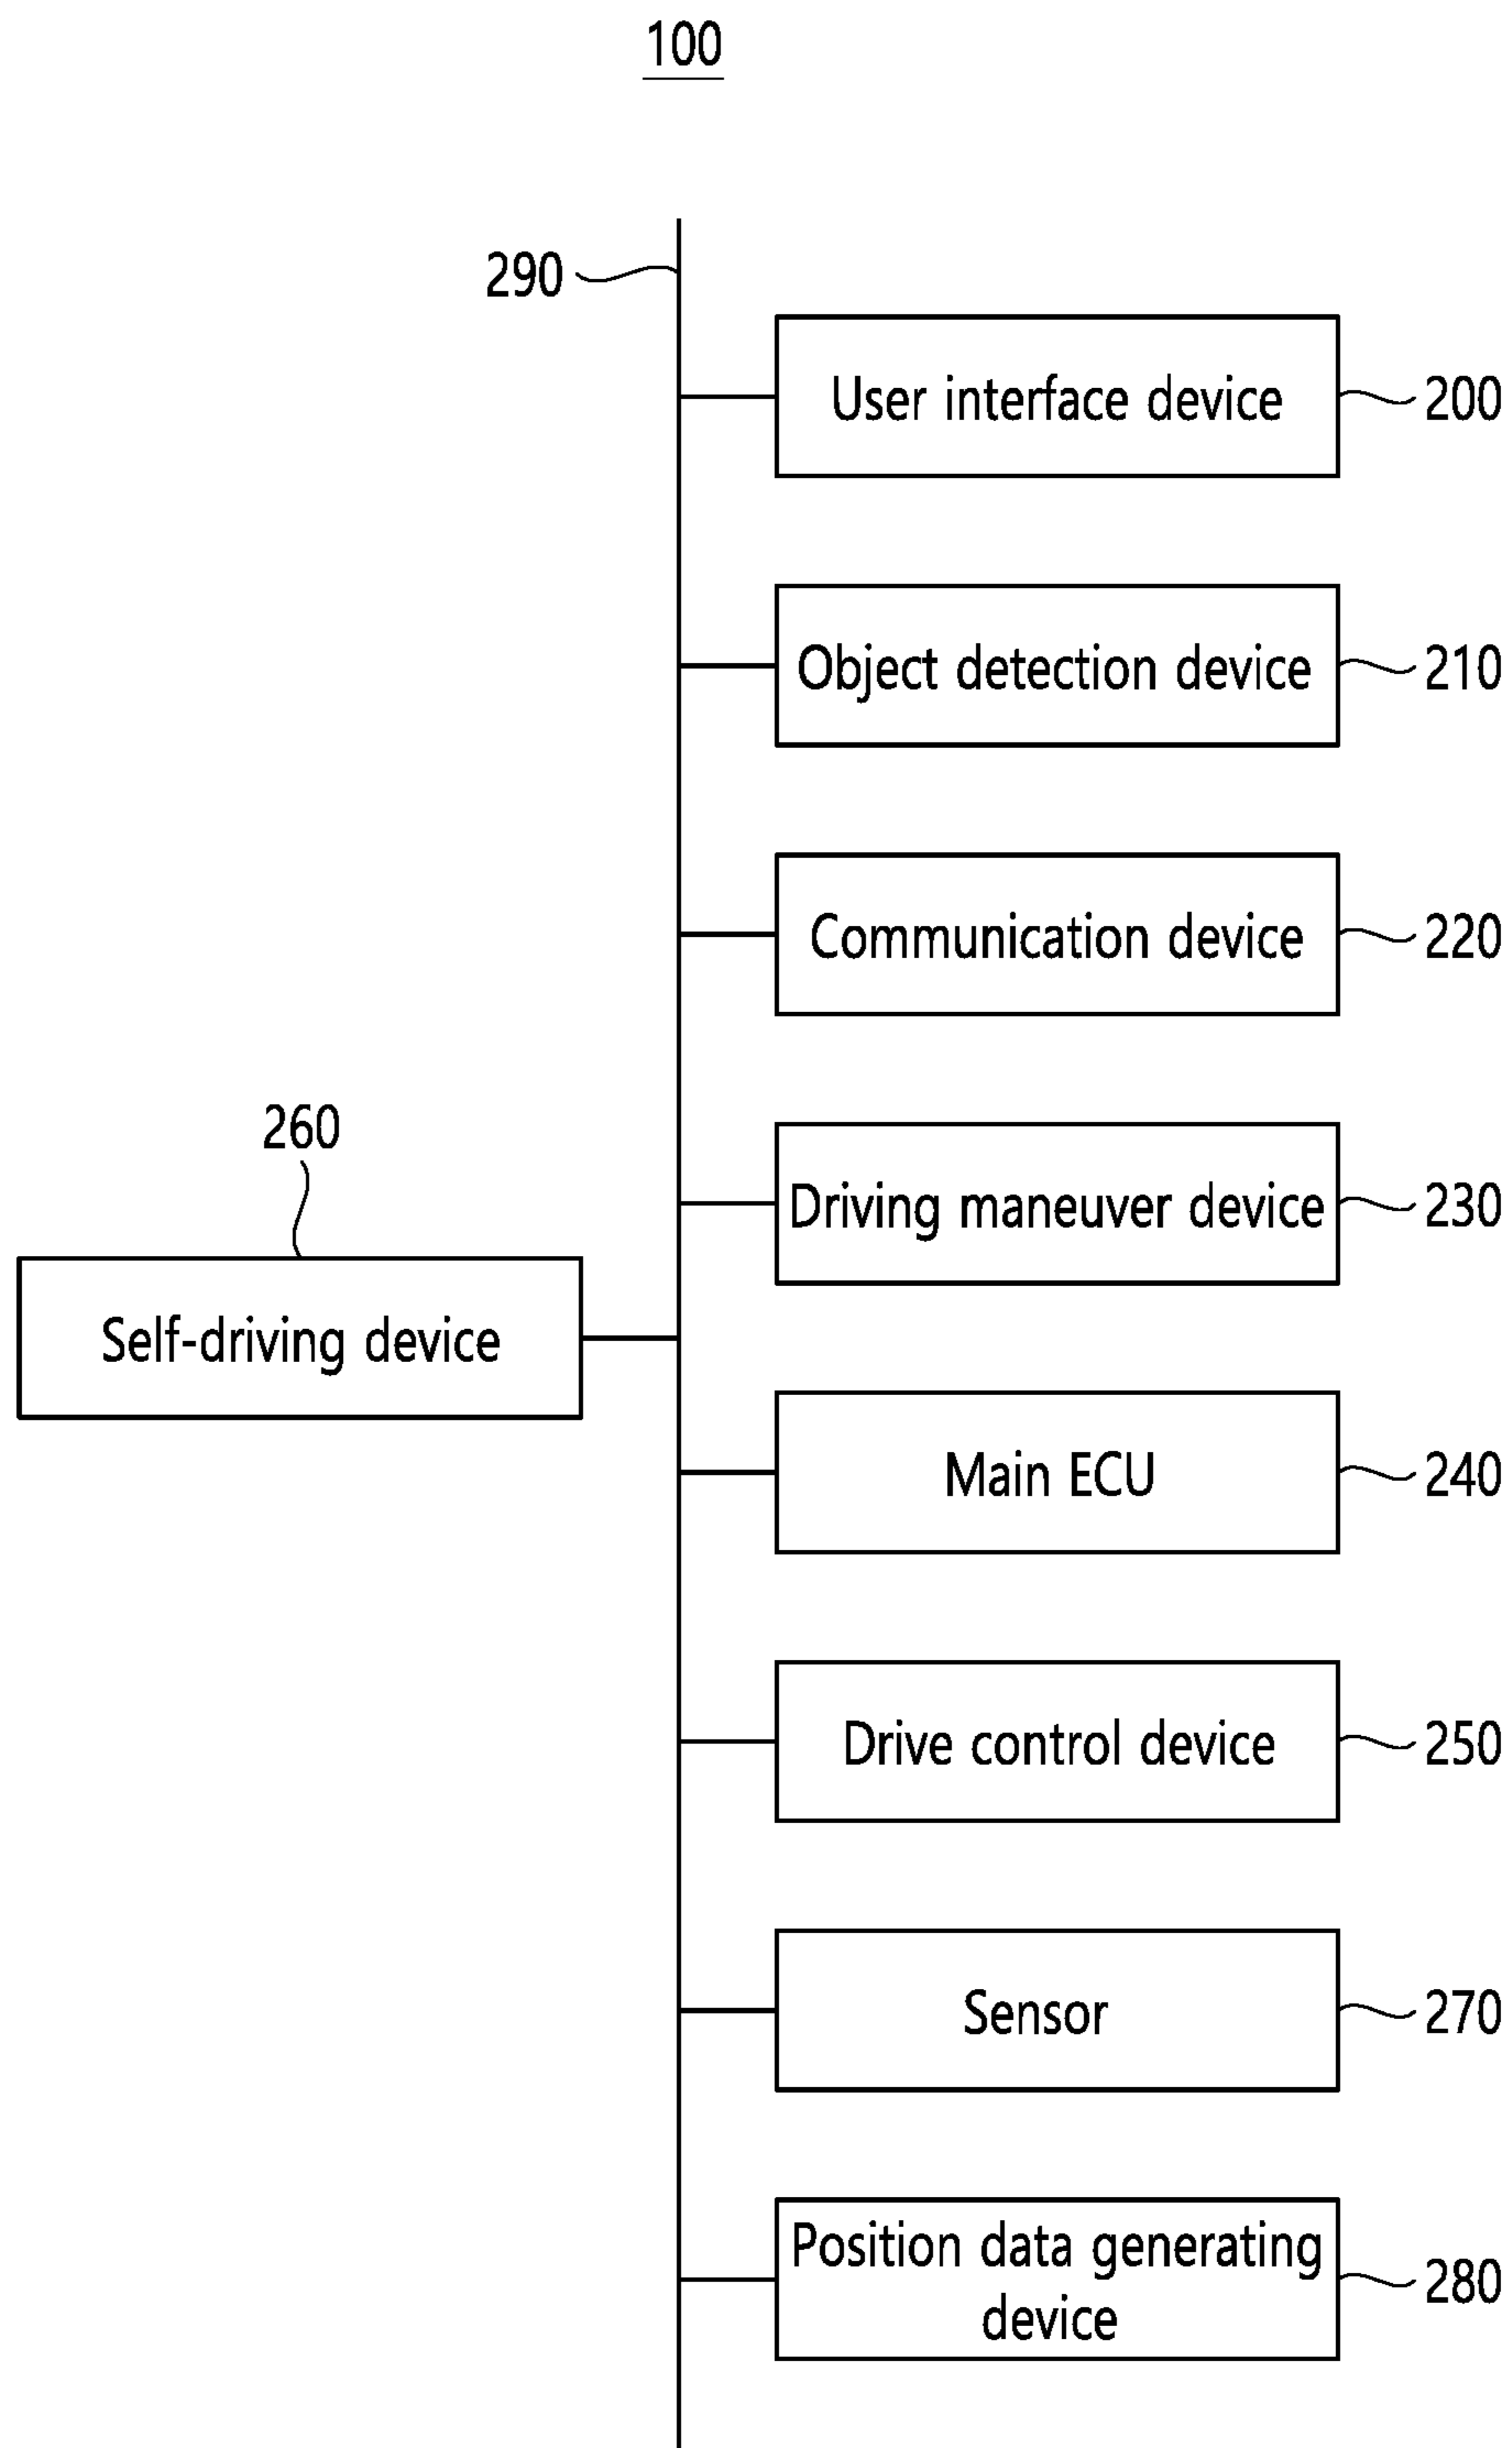 100
290
User interface device
200
Object detection device
210
Communication device
220
260
Driving maneuver device
230
Self-driving device
Main ECU
240
Drive control device
250
Sensor
270
Position data generating
device
280